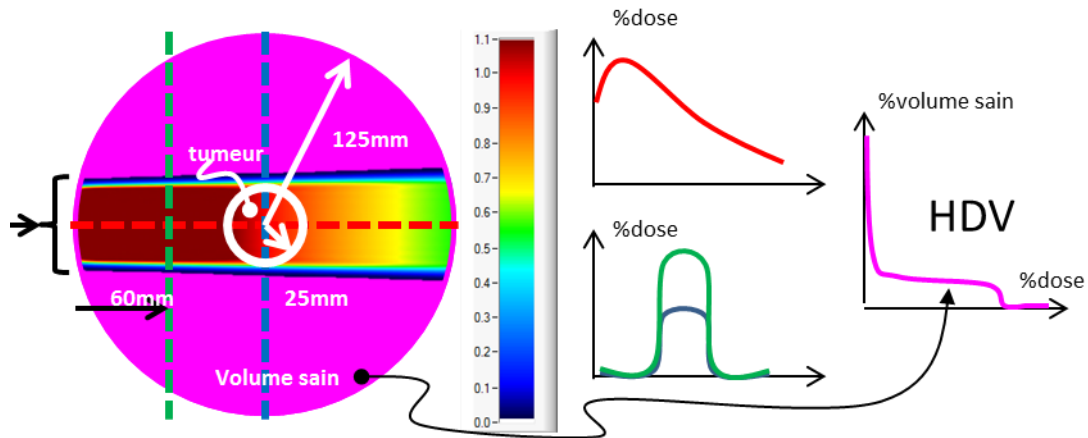 125mm
tumeur
60mm
25mm
Volume sain
1.1
1.0
0.9
0.8
0.7
0.6
0.5
0.4
0.3
0.2
0.1
0.0
%dose
%dose
%volume sain
HDV
%dose